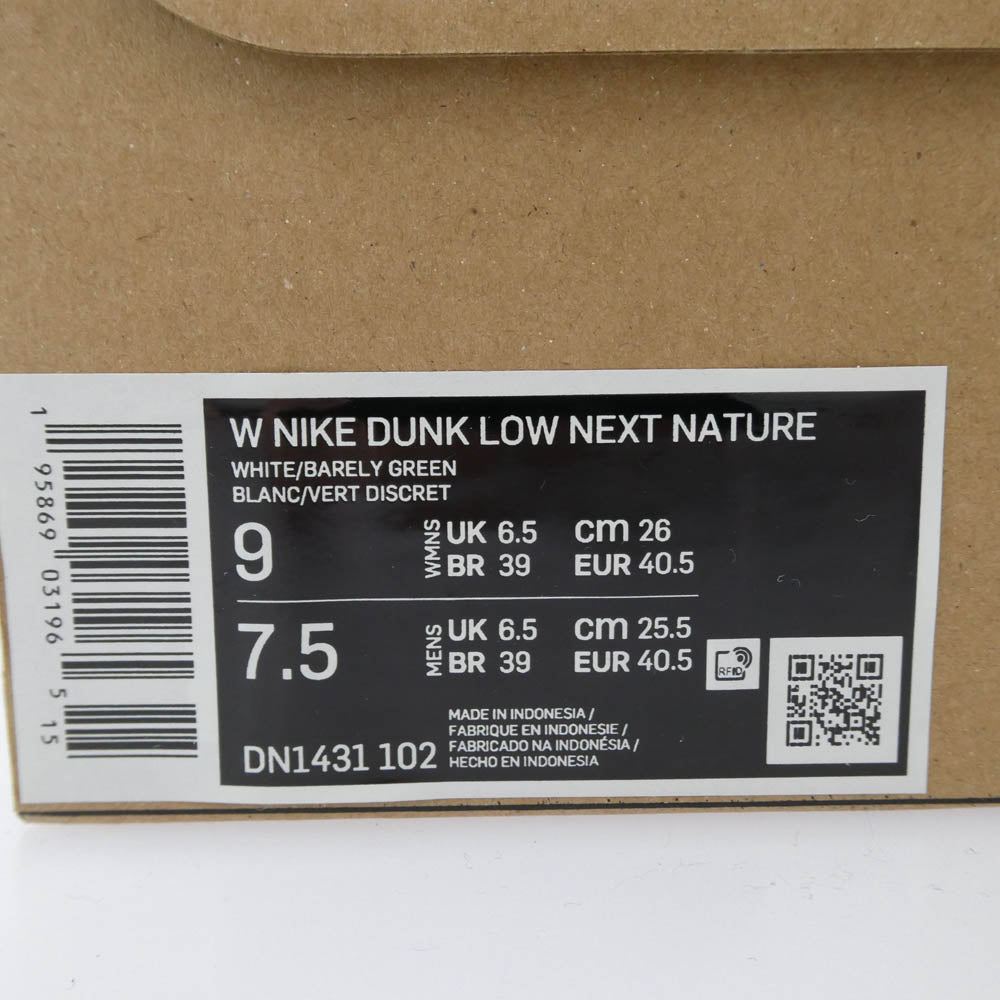 W NIKE DUNK LOW NEXT NATURE
WHITE/BARELY GREEN
BLANC/VERT DISCRET
9 WMNS UK 6.5 cm 26
BR 39 EUR 40.5
7.5 MENS UK 6.5 cm 25.5
BR 39 EUR 40.5
RFID
MADE IN INDONESIA /
FABRIQUE EN INDONESIE /
FABRICADO NA INDONÉSIA /
DN1431 102 HECHO EN INDONESIA
1 95869 03196 5 15